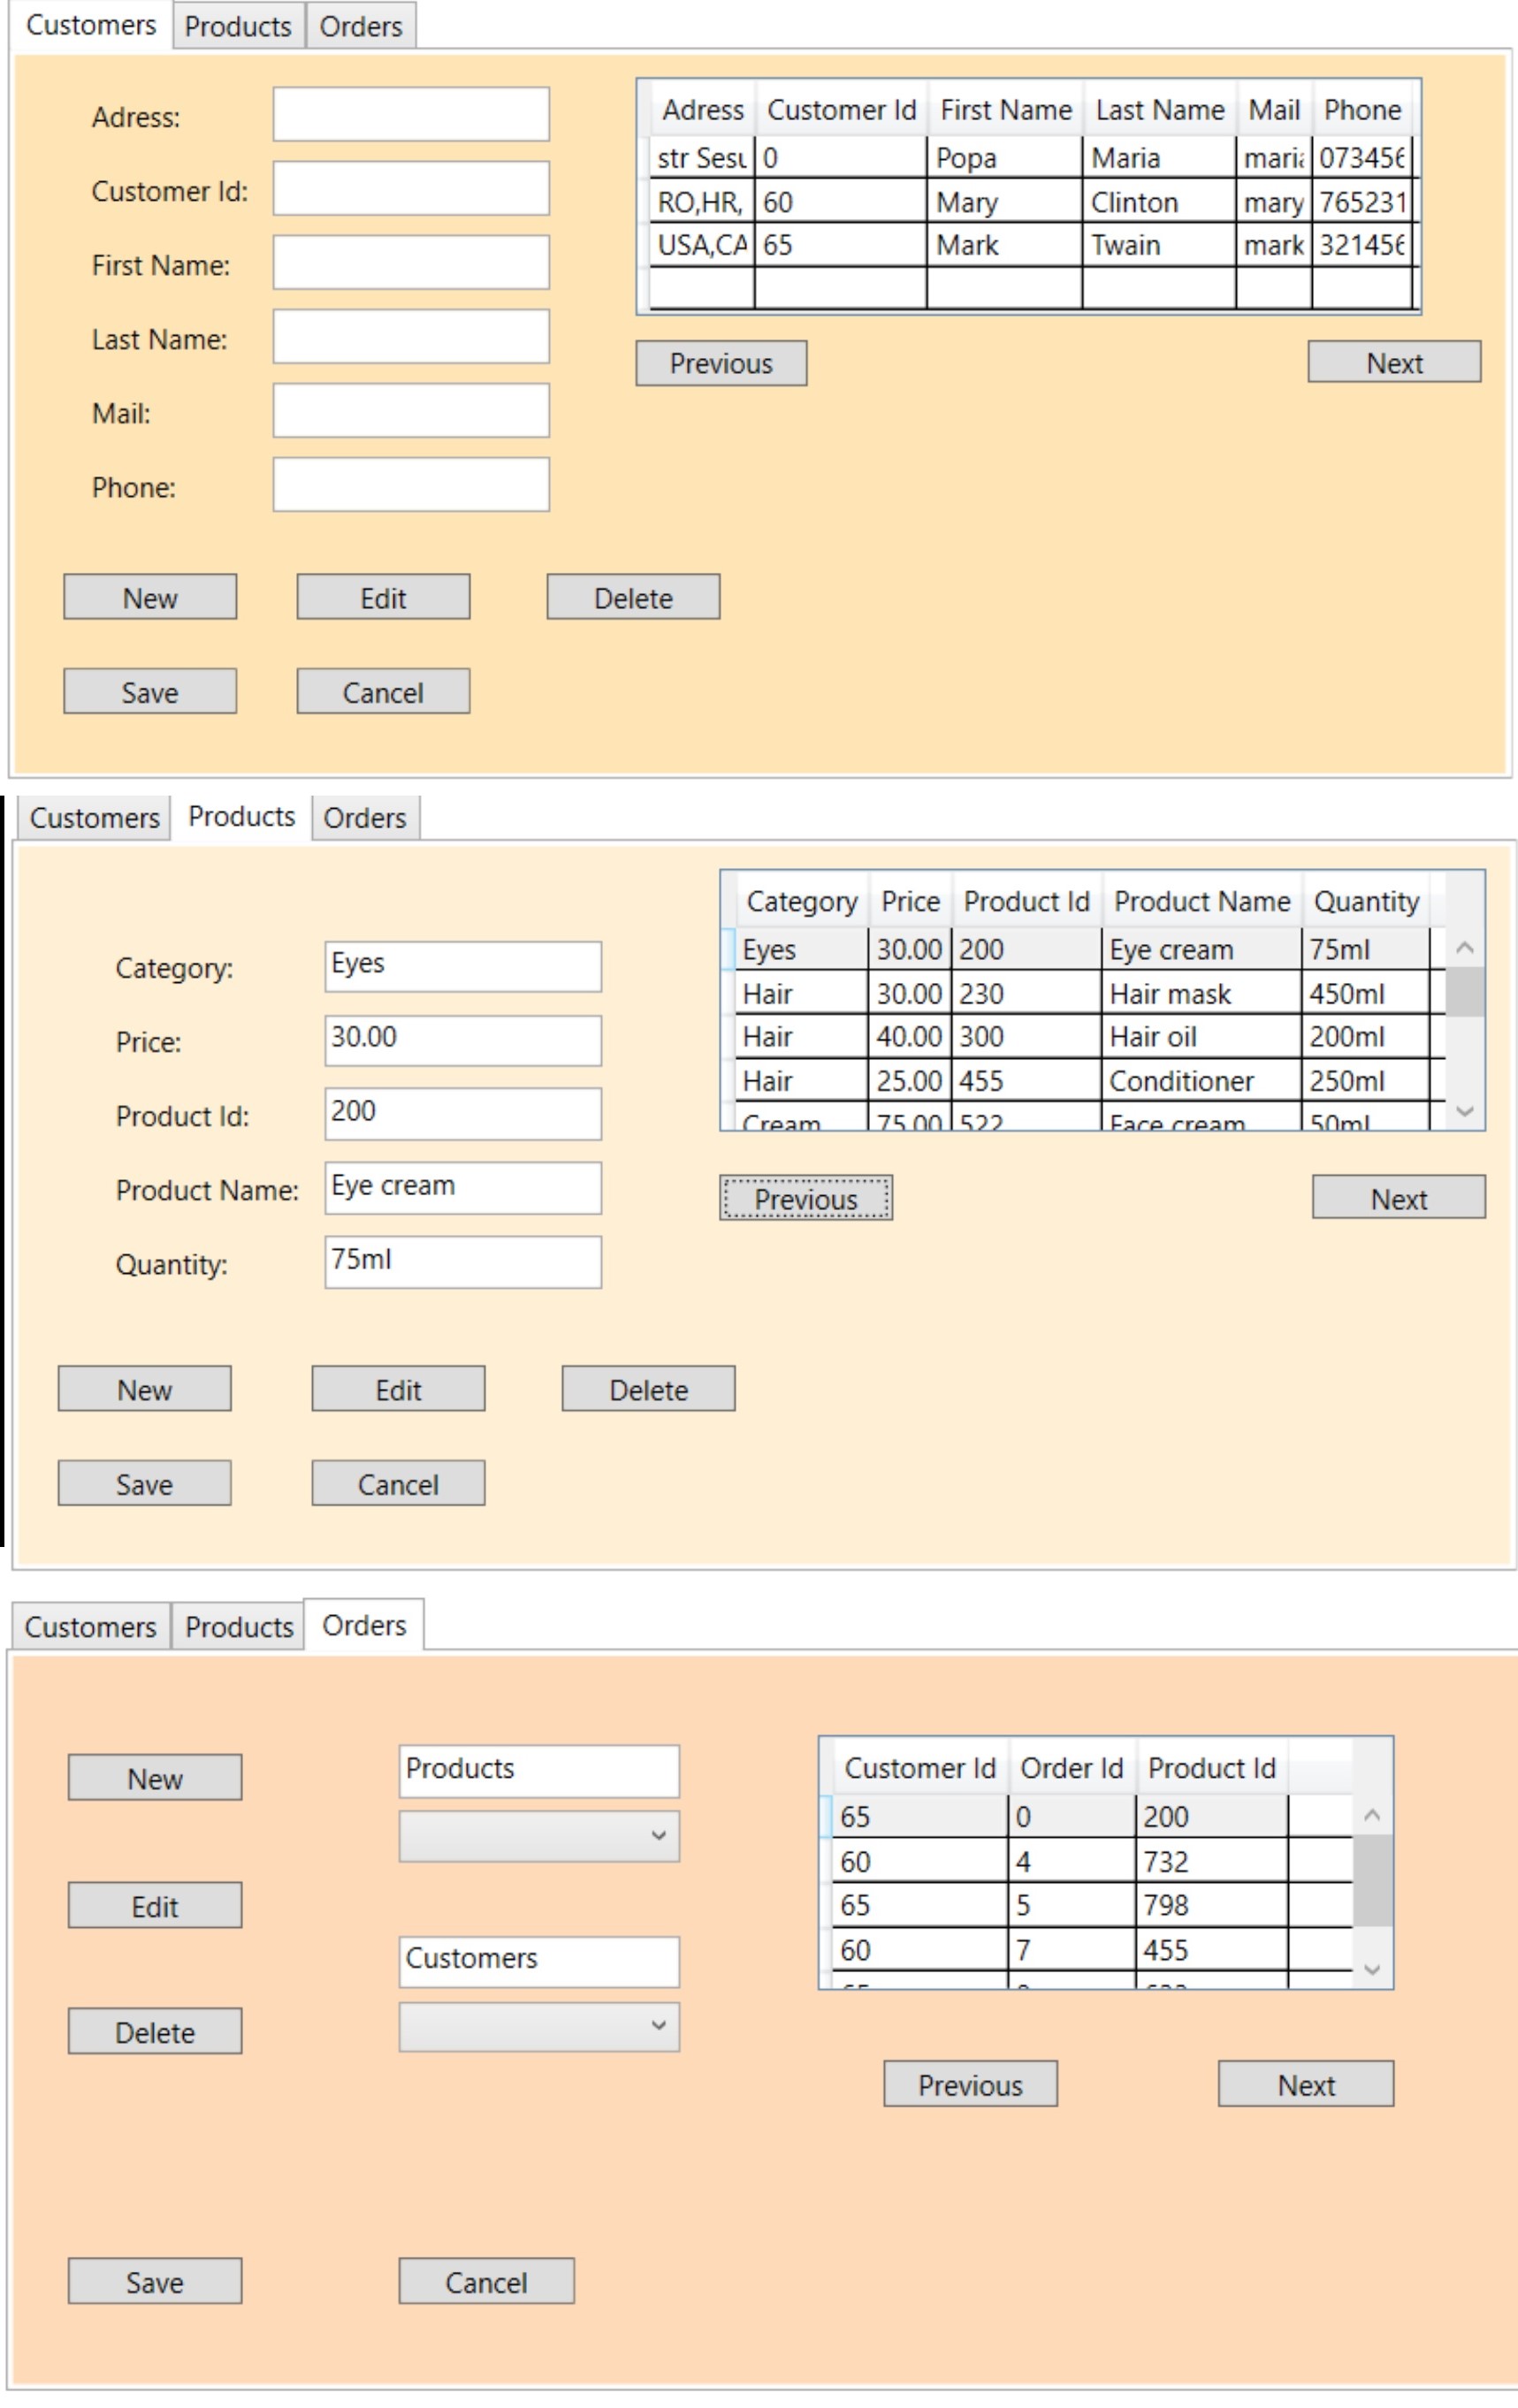 Customers Products Orders
Adress:
Customer Id:
First Name:
Last Name:
Mail:
Phone:
Adress Customer Id First Name Last Name Mail Phone
str 0 Popa Maria
RO,HR, 60 Mary Clinton mary 765231
USA,CA 65 Mark Twain mark
Previous Next
New Edit Delete
Save Cancel
Customers Products Orders
Category: Eyes
Price: 30.00
Product Id: 200
Product Name: Eye cream
Quantity: 75ml
Category Price Product Id Product Name Quantity
Eyes 30.00 200 Eye cream 75ml
Hair 30.00 230 Hair mask 450ml
Hair 40.00 300 Hair oil 200ml
Hair 25.00 455 Conditioner 250ml
Cream 75.00 522 Face cream 50ml
Previous Next
New Edit Delete
Save Cancel
Customers Products Orders
New
Edit
Delete
Products
Customers
Customer Id Order Id Product Id
65 0 200
60 4 732
65 5 798
60 7 455
Previous Next
Save Cancel